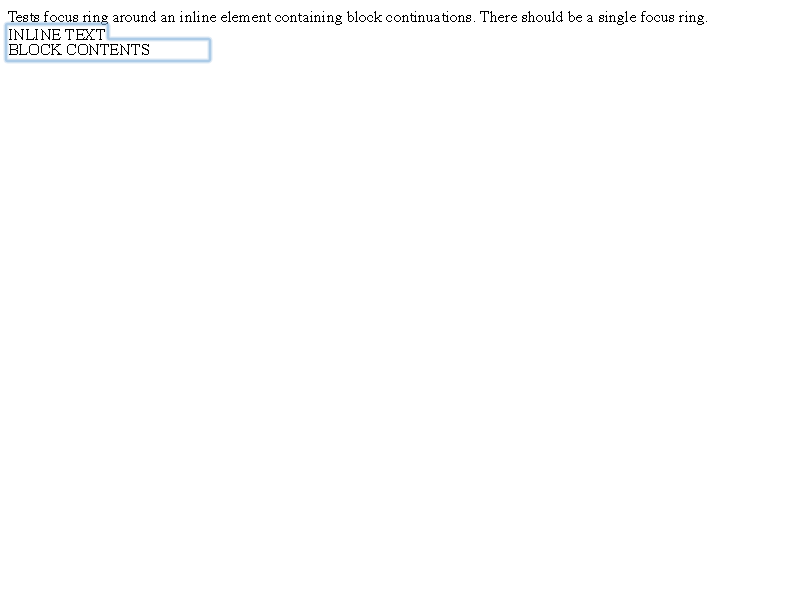 Tests focus ring around an inline element containing block continuations. There should be a single focus ring.
INLINE TEXT
BLOCK CONTENTS